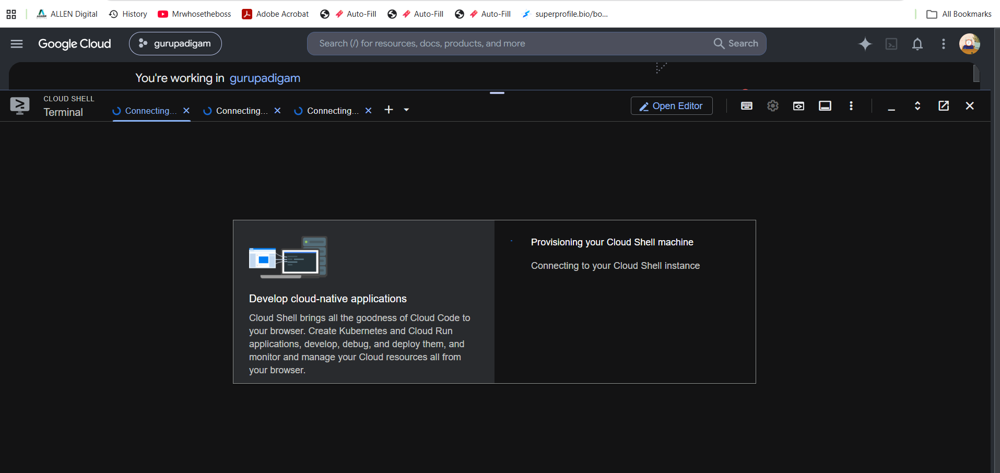 ALLEN Digital History Mrwhosetheboss Adobe Acrobat Auto-Fill Auto-Fill Auto-Fill superprofile.bio/bo... All Bookmarks
Google Cloud gurupadigam Search (/) for resources, docs, products, and more Search
You're working in gurupadigam
CLOUD SHELL
Terminal Connecting... Connecting... Connecting... Open Editor
Provisioning your Cloud Shell machine
Connecting to your Cloud Shell instance
Develop cloud-native applications
Cloud Shell brings all the goodness of Cloud Code to
your browser. Create Kubernetes and Cloud Run
applications, develop, debug, and deploy them, and
monitor and manage your Cloud resources all from
your browser.